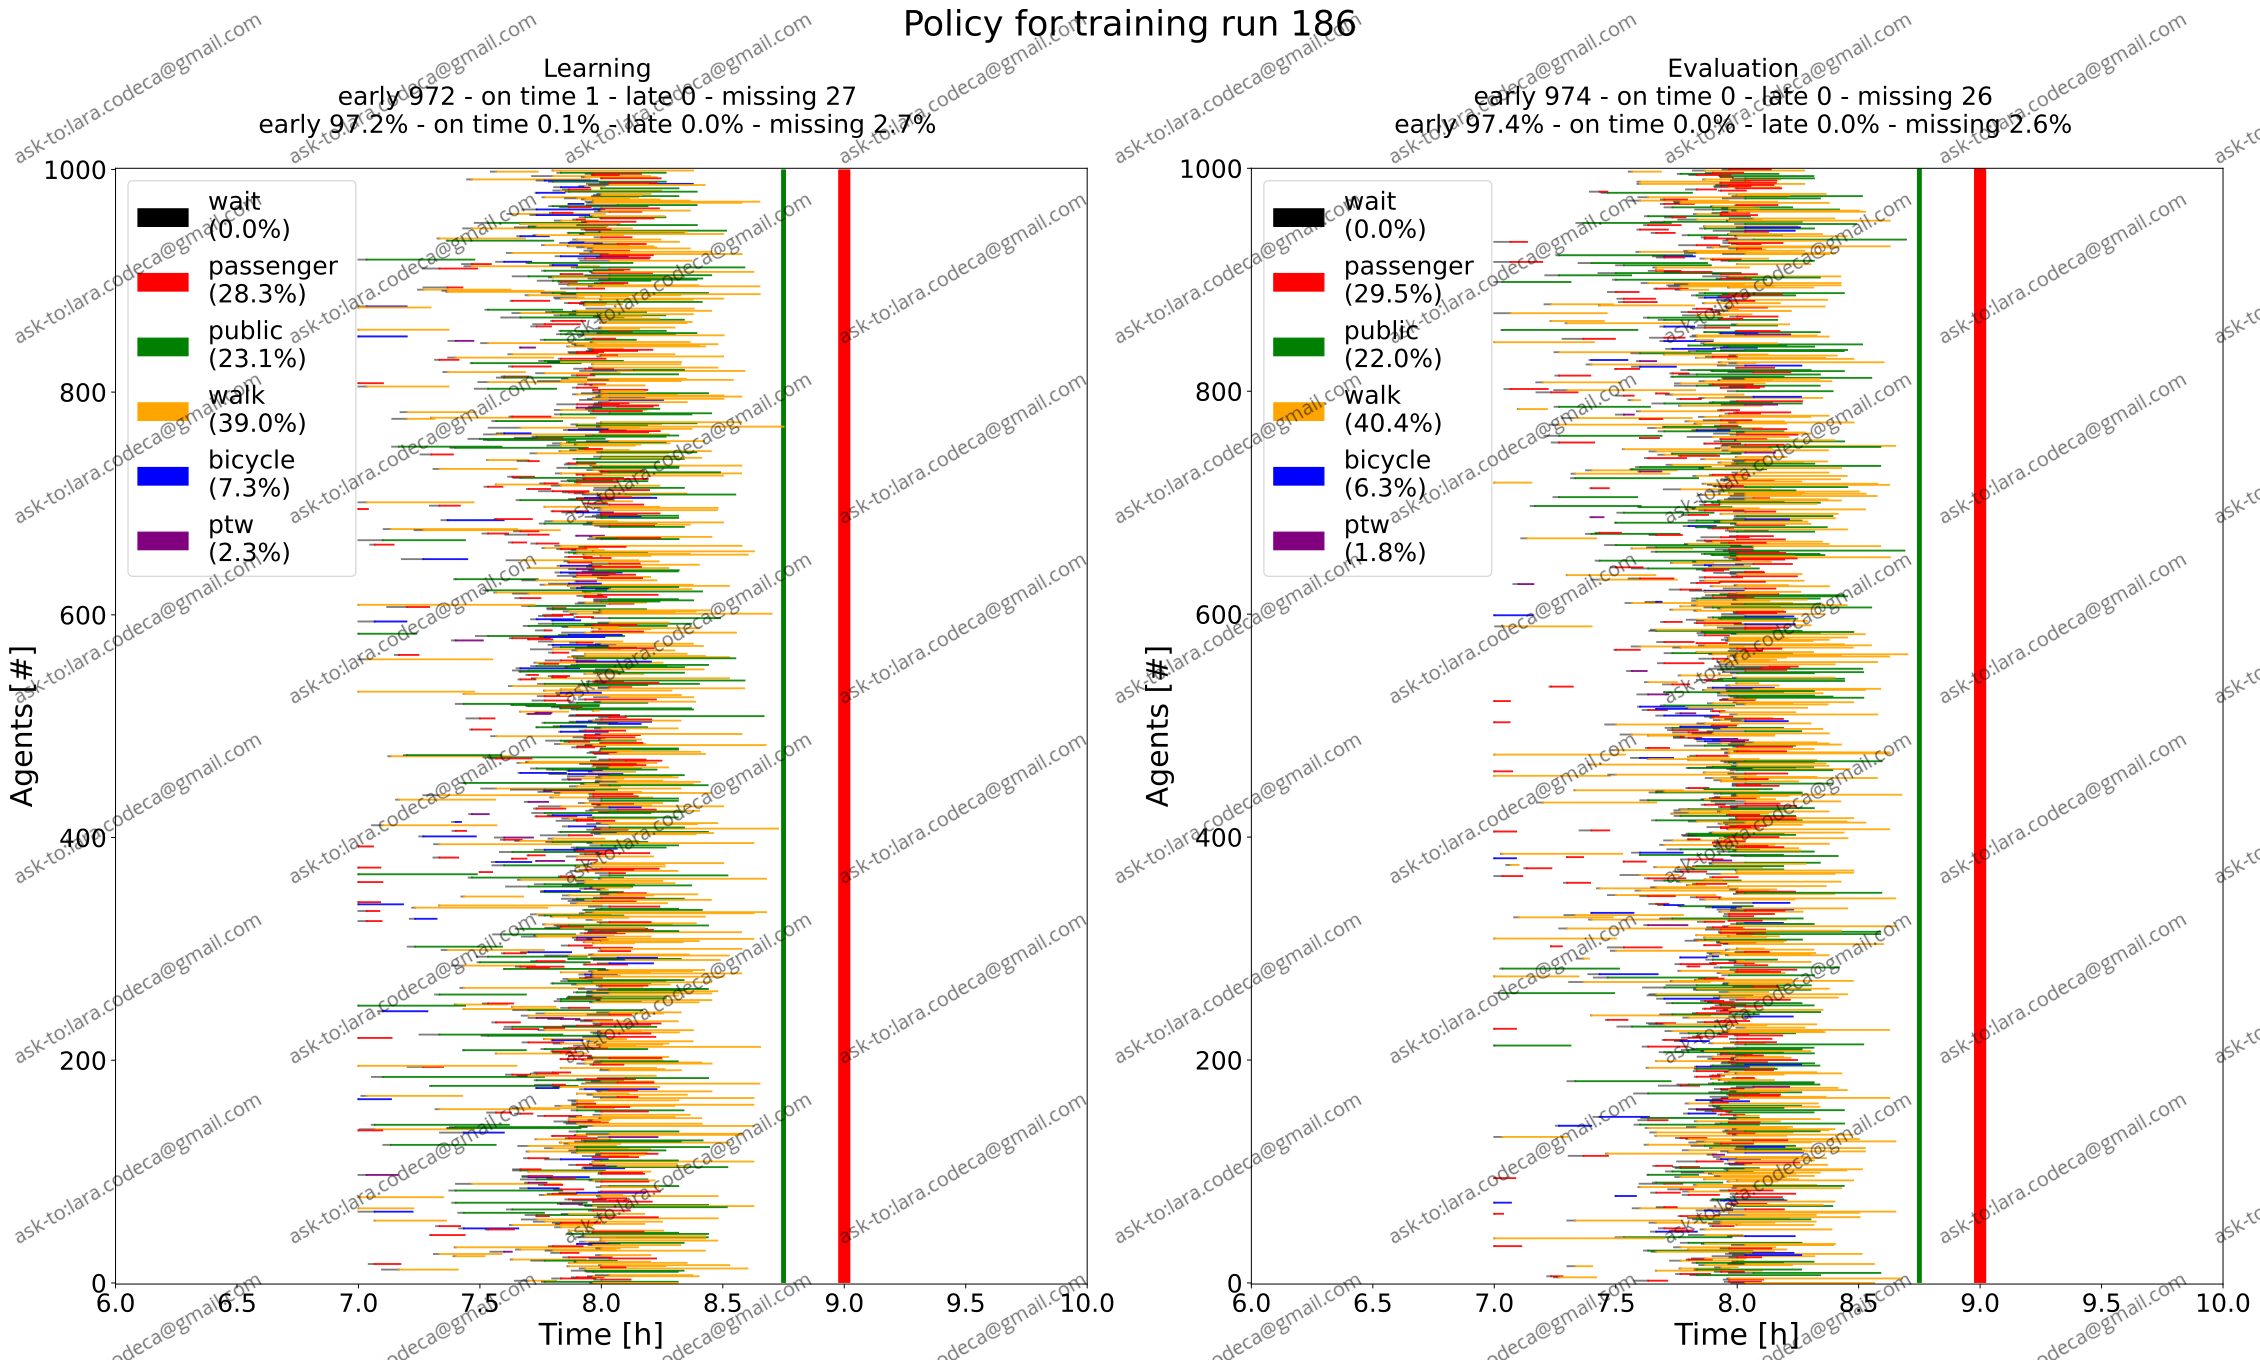 Policy for training run 186
Learning
early 972 - on time 1 - late 0 - missing 27
early 97.2% - on time 0.1% - late 0.0% - missing 2.7%
1000
800
600
400
200
0
Agents [#]
wait
(0.0%)
passenger
(28.3%)
public
(23.1%)
walk
(39.0%)
bicycle
(7.3%)
ptw
(2.3%)
6.0 6.5 7.0 7.5 8.0 8.5 9.0 9.5 10.0
Time [h]
Evaluation
early 974 - on time 0 - late 0 - missing 26
early 97.4% - on time 0.0% - late 0.0% - missing 2.6%
1000
800
600
400
200
0
Agents [#]
wait
(0.0%)
passenger
(29.5%)
public
(22.0%)
walk
(40.4%)
bicycle
(6.3%)
ptw
(1.8%)
6.0 6.5 7.0 7.5 8.0 8.5 9.0 9.5 10.0
Time [h]
ask-to:lara.codeca@gmail.com